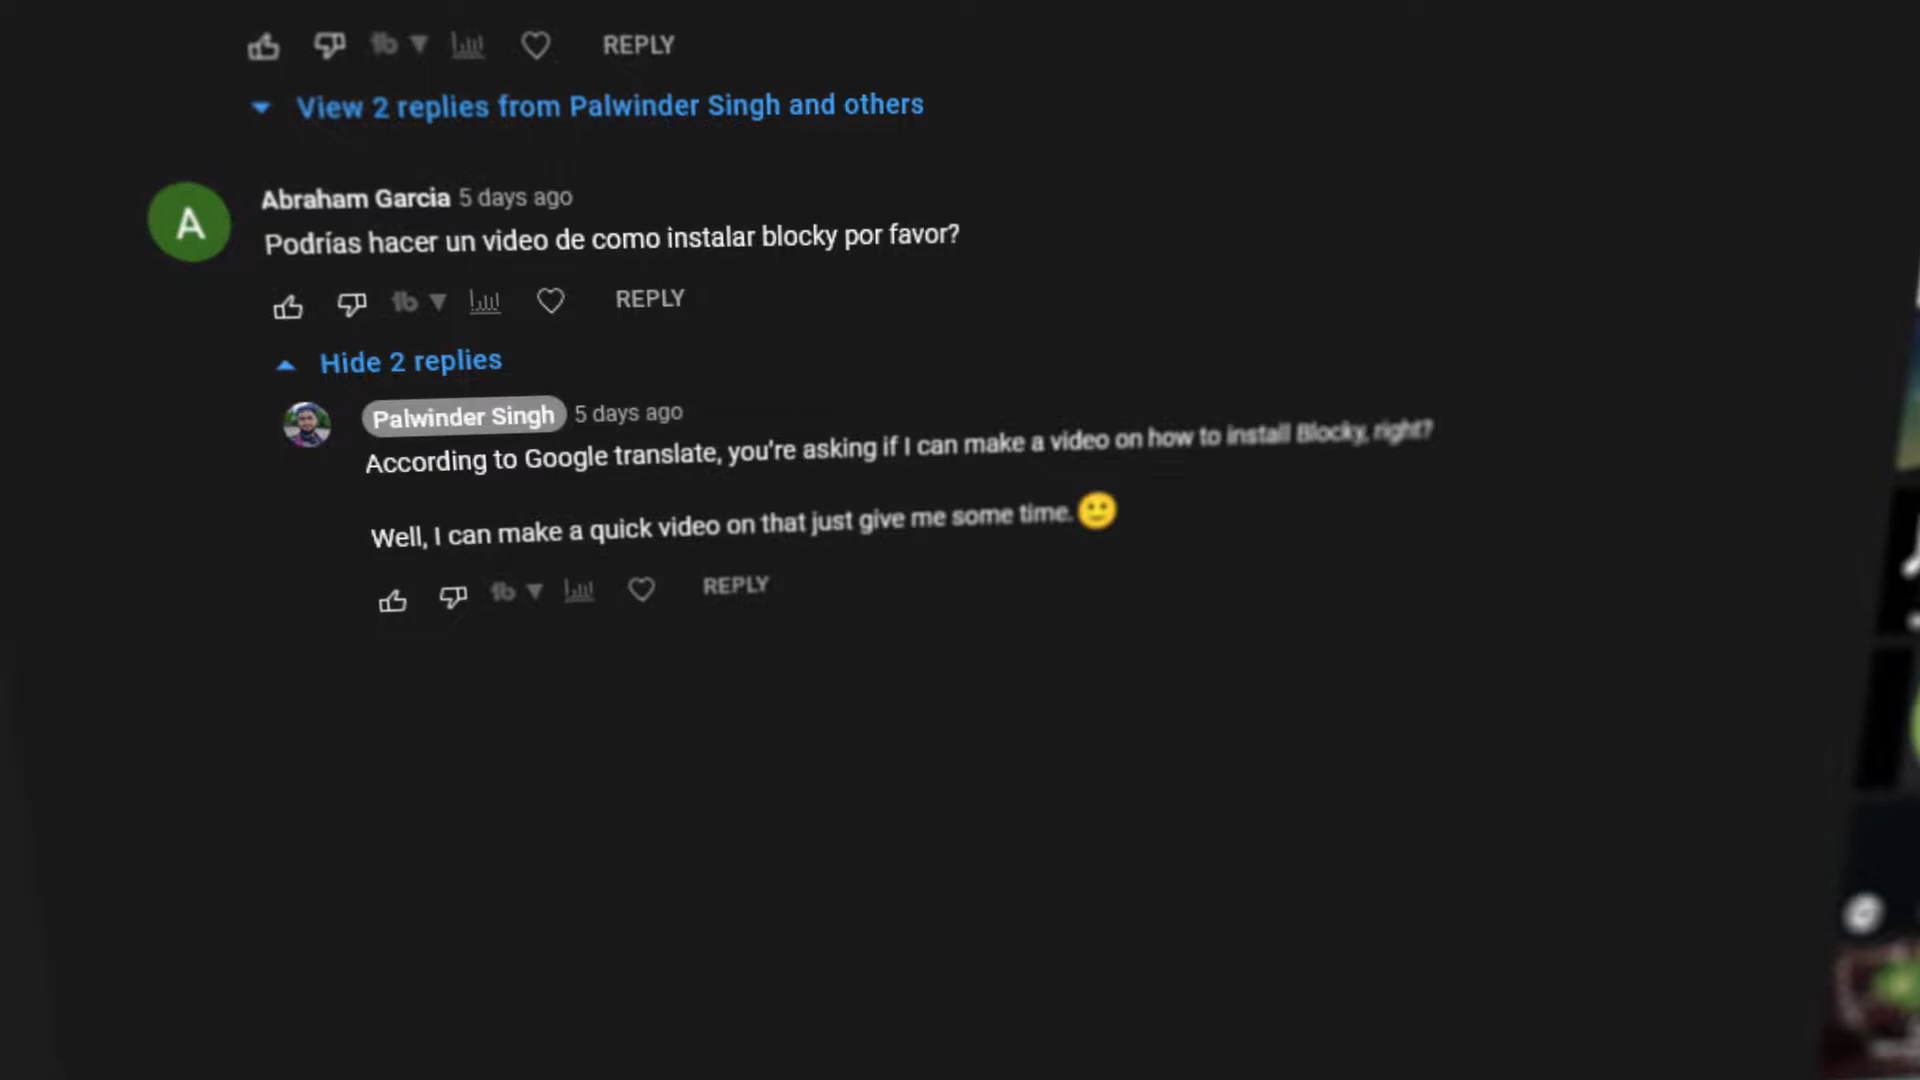 REPLY
View 2 replies from Palwinder Singh and others
A
Abraham Garcia 5 days ago
Podrías hacer un video de como instalar blocky por favor?
REPLY
Hide 2 replies
Palwinder Singh 5 days ago
According to Google translate, you're asking if I can make a video on how to install Blocky, right?
Well, I can make a quick video on that just give me some time.🙂
REPLY